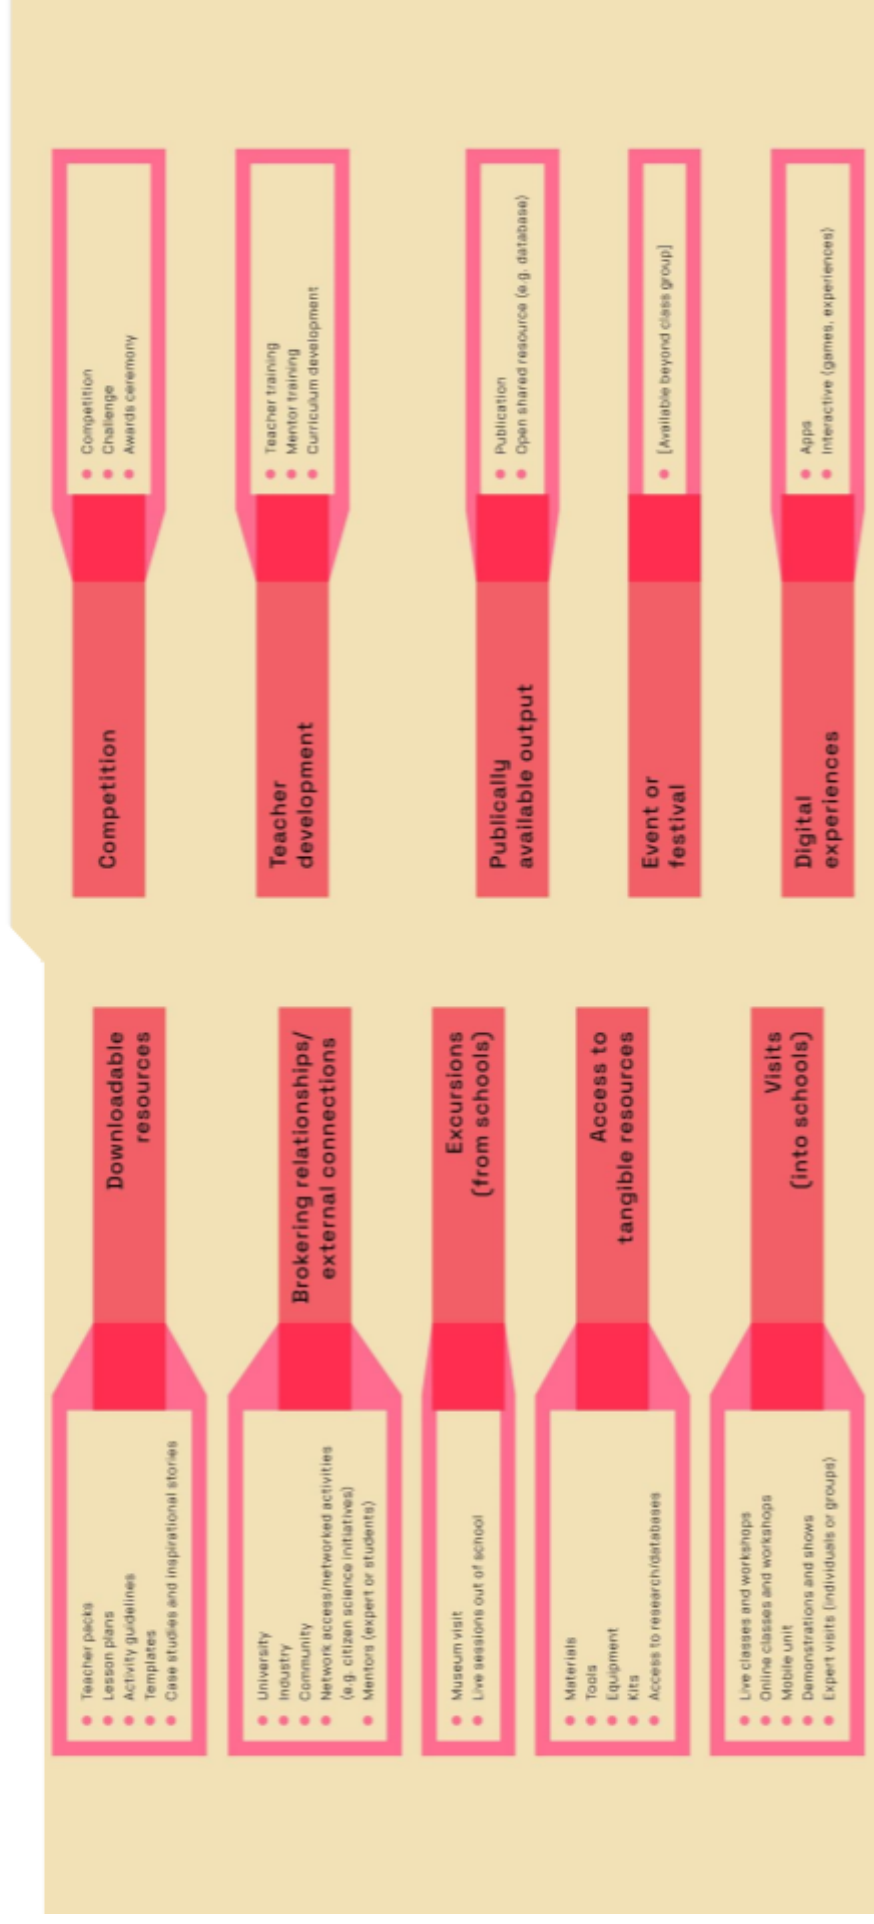 Teacher packs
Lesson plans
Activity guidelines
Templates
Case studies and inspirational stories
Downloadable
resources
Competition
Competition
Challenge
Awards ceremony
University
Industry
Community
Network access/networked activities
(e.g. citizen science initiatives)
Mentors (expert or students)
Brokering relationships/
external connections
Teacher
development
Teacher training
Mentor training
Curriculum development
Museum visit
Live sessions out of school
Excursions
(from schools)
Publically
available output
Publication
Open shared resource (e.g. database)
Materials
Tools
Equipment
Kits
Access to research/databases
Access to
tangible resources
Event or
festival
[Available beyond class group]
Live classes and workshops
Online classes and workshops
Mobile unit
Demonstrations and shows
Expert visits (individuals or groups)
Visits
(into schools)
Digital
experiences
Apps
Interactive (games, experiences)